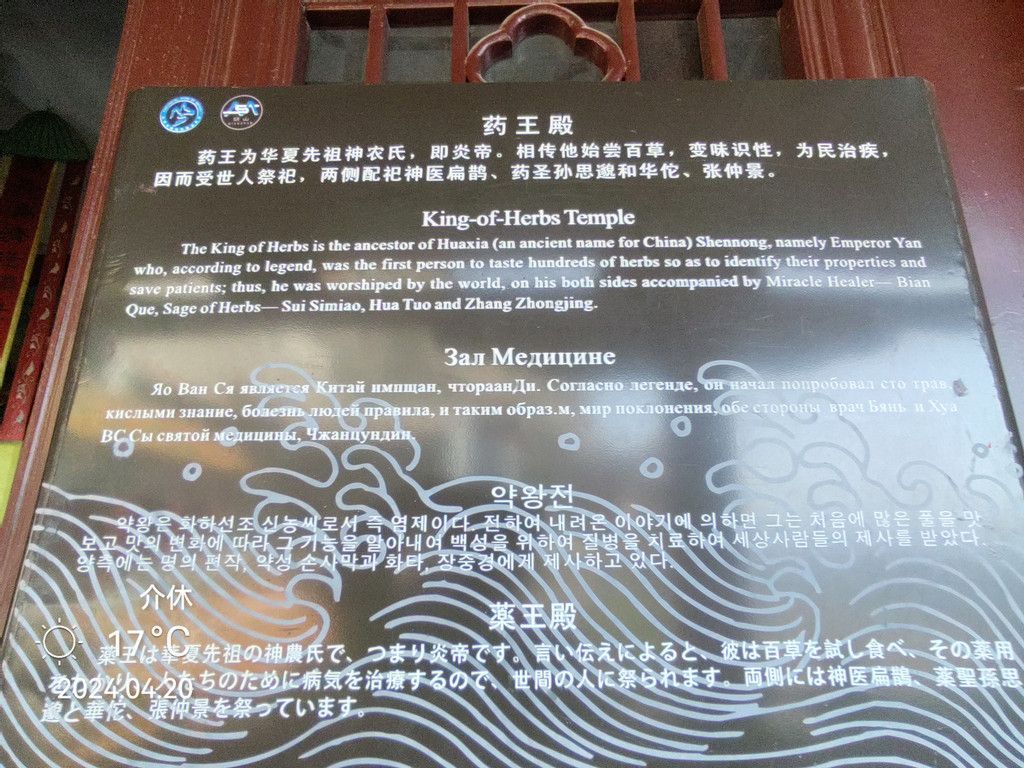 药王殿
药王为华夏先祖神农氏，即炎帝。相传他始尝百草，变味识性，为民治疾，
因而受世人祭祀，两侧配祀神医扁鹊、药圣孙思邈和华佗、张仲景。
King-of-Herbs Temple
The King of Herbs is the ancestor of Huaxia (an ancient name for China) Shennong, namely Emperor Yan
who, according to legend, was the first person to taste hundreds of herbs so as to identify their properties and
save patients; thus, he was worshiped by the world, on his both sides accompanied by Miracle Healer— Bian
Que, Sage of Herbs— Sui Simiao, Hua Tuo and Zhang Zhongjing.
Зал Медицине
Яо Ван Ся является Китай импщан, чтораанДи. Согласно легенде, он начал попробовал сто трав,
кислыми знание, боаезнь людей правила, и таким образ.м, мир поклонения, обе стороны врач Бянь и Хуа
ВС Сы святой медицины, Чжанцундин.
약왕전
약왕은 화하선조 신농씨로서 즉 염제이다. 전하여 내려온 이야기에 의하면 그는 처음에 많은 풀을 맛
보고 맛의 변화에 따라 그 기능을 알아내여 백성을 위하여 질병을 치료하여 세상사람들의 제사를 받았다.
양측에는 명의 편작, 약성 손사막과 화타, 장중경에게 제사하고 있다.
介休
薬王殿
17°C
薬王は華夏先祖の神農氏で、つまり炎帝です。言い伝えによると、彼は百草を試し食べ、その薬用
人たちのために病気を治療するので、世間の人に祭られます。両側には神医扁鵲、薬聖孫思
2024.04.20
邈と華佗、張仲景を祭っています。